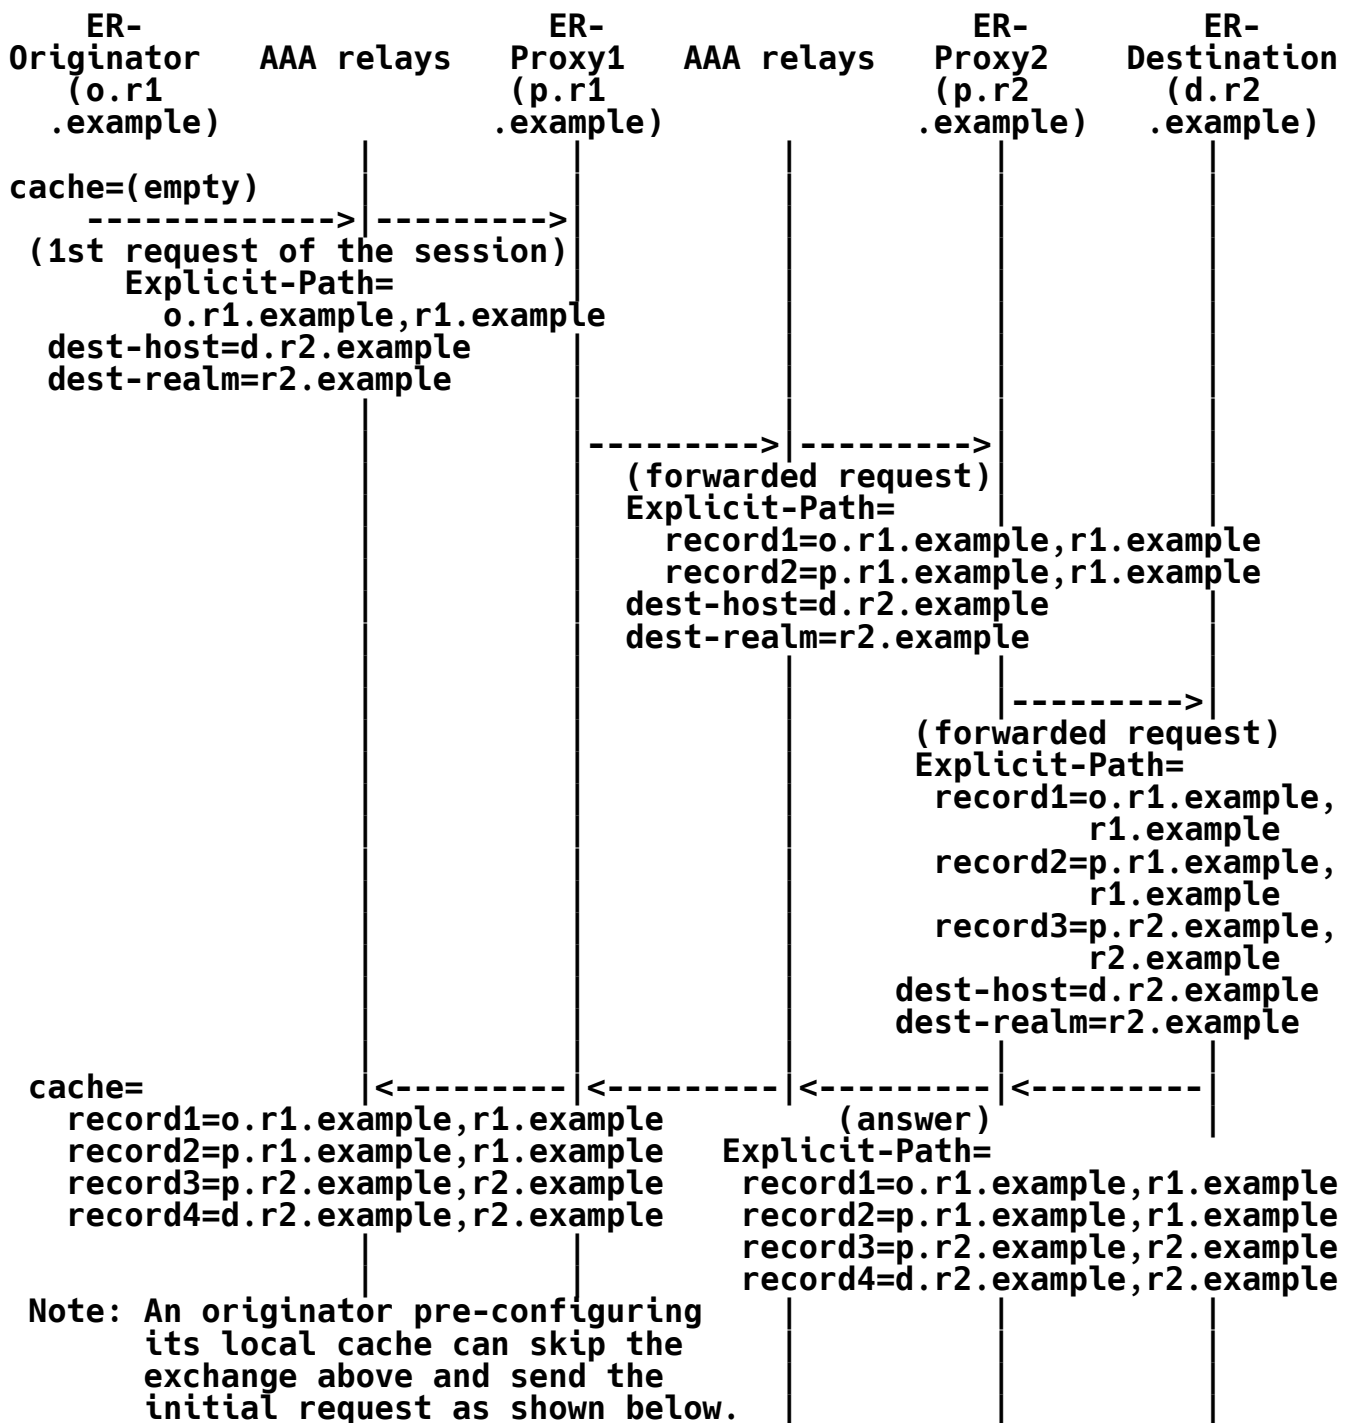 ER-                      ER-                   ER-         ER-
Originator   AAA relays   Proxy1   AAA relays   Proxy2    Destination
   (o.r1                  (p.r1                 (p.r2       (d.r2
  .example)              .example)             .example)   .example)
cache=(empty)
------------->|--------->
(1st request of the session)
Explicit-Path=
o.r1.example,r1.example
dest-host=d.r2.example
dest-realm=r2.example
--------->|--------->
(forwarded request)
Explicit-Path=
record1=o.r1.example,r1.example
record2=p.r1.example,r1.example
dest-host=d.r2.example
dest-realm=r2.example
|--------->|
(forwarded request)
Explicit-Path=
record1=o.r1.example,
r1.example
record2=p.r1.example,
r1.example
record3=p.r2.example,
r2.example
dest-host=d.r2.example
dest-realm=r2.example
cache=            |<---------|<---------|<---------|<---------|
record1=o.r1.example,r1.example         (answer)
record2=p.r1.example,r1.example   Explicit-Path=
record3=p.r2.example,r2.example    record1=o.r1.example,r1.example
record4=d.r2.example,r2.example    record2=p.r1.example,r1.example
record3=p.r2.example,r2.example
record4=d.r2.example,r2.example
Note: An originator pre-configuring
its local cache can skip the
exchange above and send the
initial request as shown below.